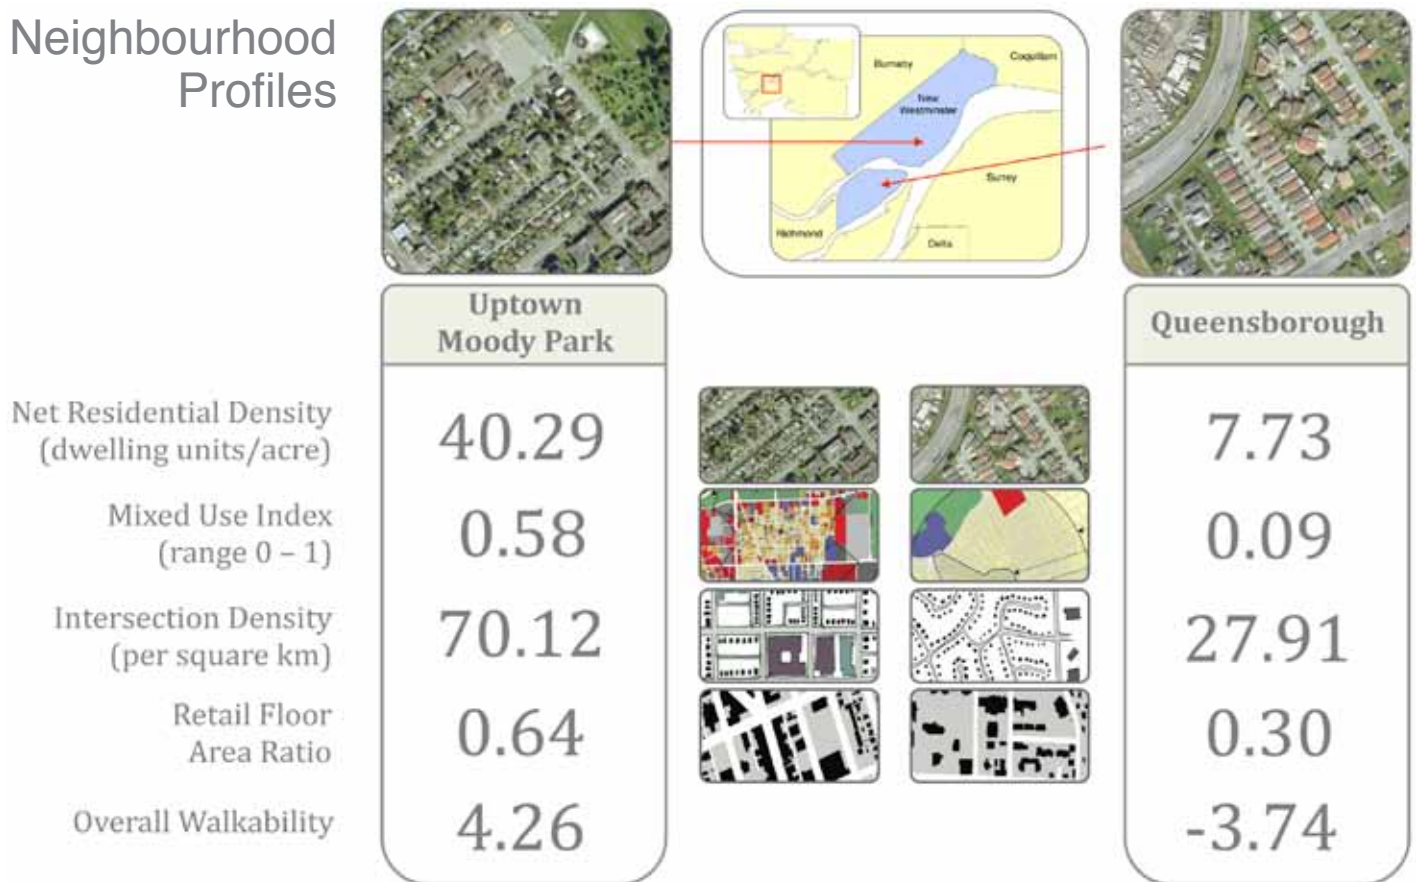 Neighbourhood
Profiles
Burnaby
Coquitlam
New
Westminster
Surrey
Richmond
Delta
Uptown
Moody Park
Queensborough
Net Residential Density
(dwelling units/acre)
40.29
7.73
Mixed Use Index
(range 0 – 1)
0.58
0.09
Intersection Density
(per square km)
70.12
27.91
Retail Floor
Area Ratio
0.64
0.30
Overall Walkability
4.26
-3.74